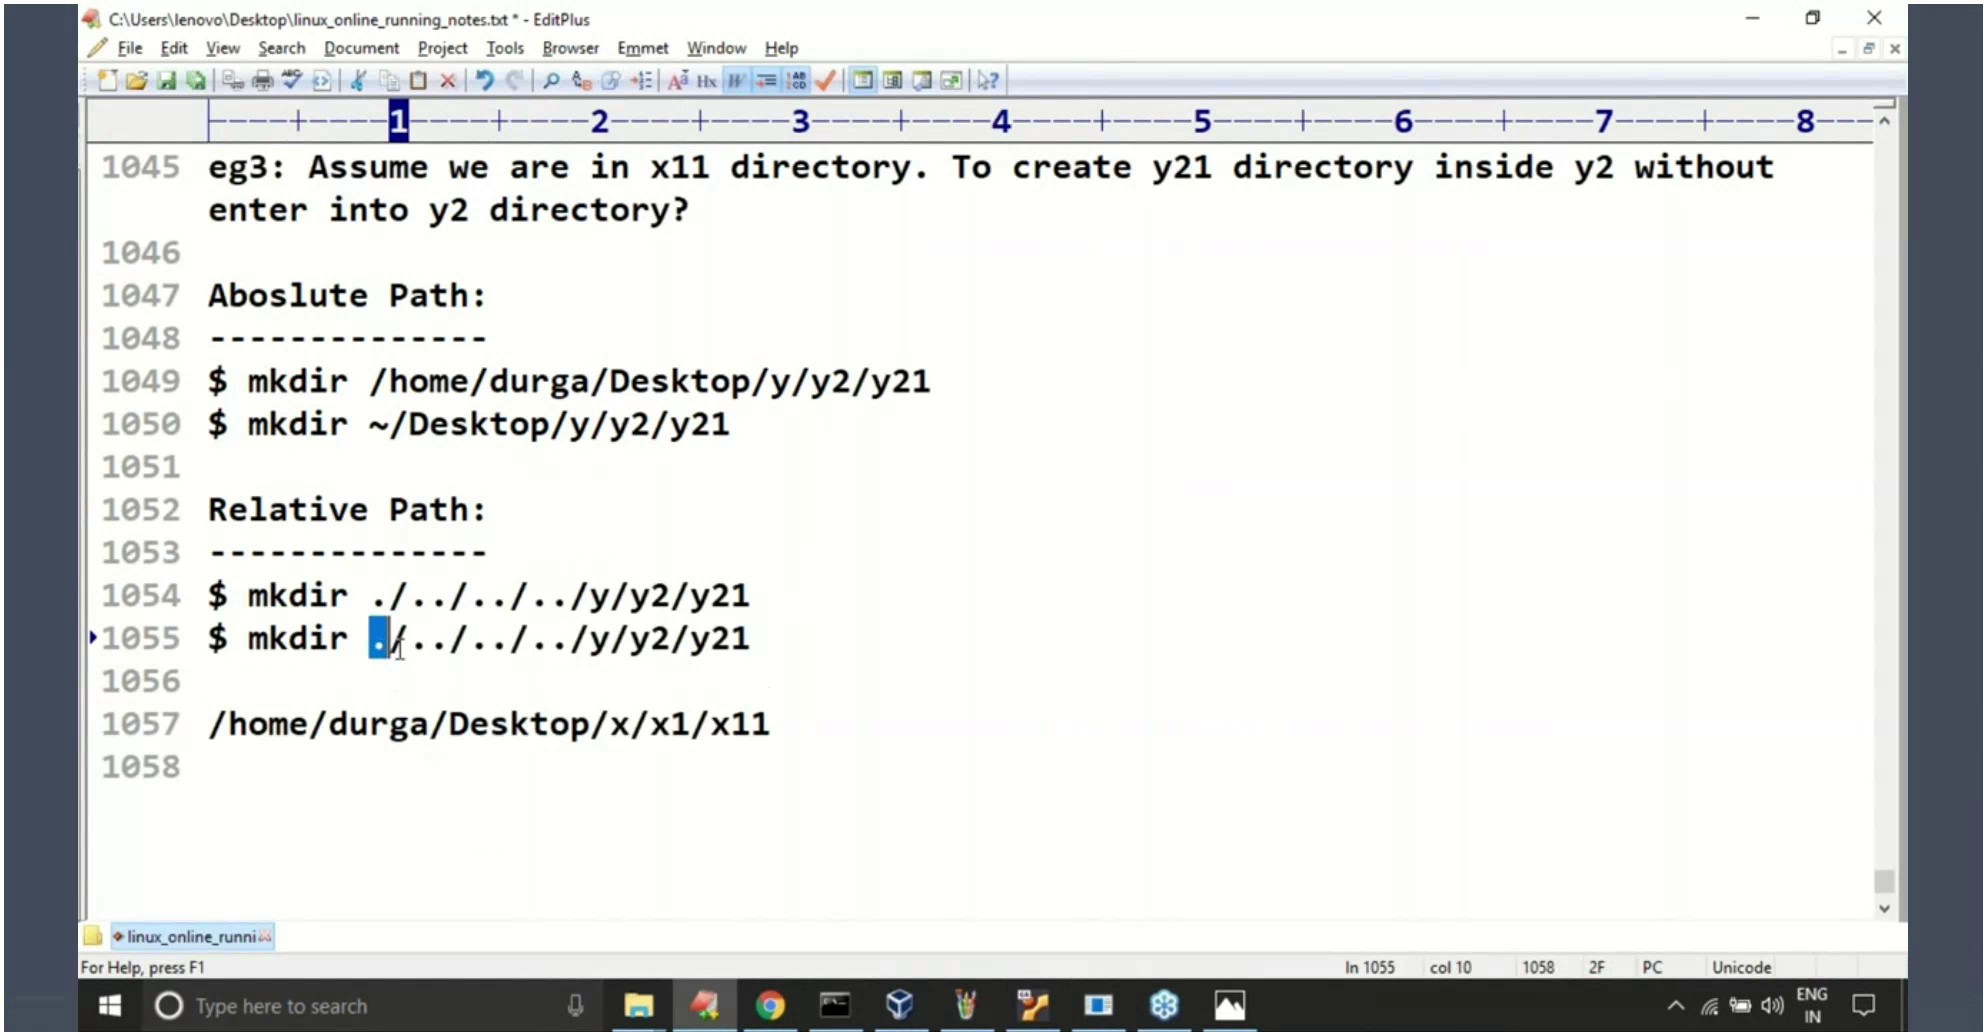 C:\Users\lenovo\Desktop\linux_online_running_notes.txt * - EditPlus
File Edit View Search Document Project Tools Browser Emmet Window Help
----+----1----+----2----+----3----+----4----+----5----+----6----+----7----+----8---
1045 eg3: Assume we are in x11 directory. To create y21 directory inside y2 without
enter into y2 directory?
1046
1047 Aboslute Path:
1048 --------------
1049 $ mkdir /home/durga/Desktop/y/y2/y21
1050 $ mkdir ~/Desktop/y/y2/y21
1051
1052 Relative Path:
1053 --------------
1054 $ mkdir ./../../../y/y2/y21
1055 $ mkdir ./../../../y/y2/y21
1056
1057 /home/durga/Desktop/x/x1/x11
1058
linux_online_runni
For Help, press F1 ln 1055 col 10 1058 2F PC Unicode
Type here to search ENG
IN